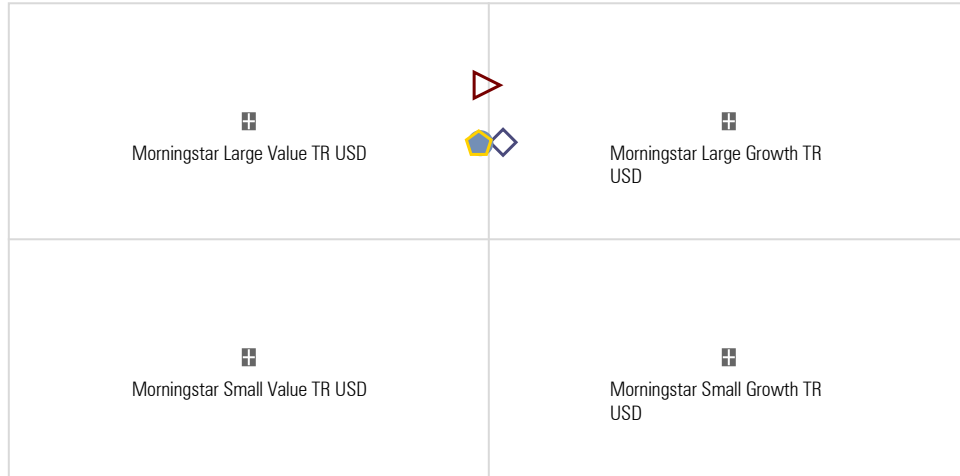 Morningstar Large Value TR USD
Morningstar Large Growth TR
USD
Morningstar Small Value TR USD
Morningstar Small Growth TR
USD